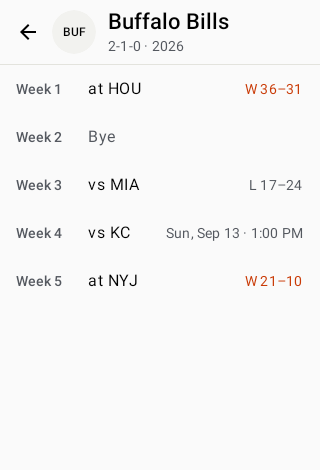 BUF
Buffalo Bills
2-1-0 · 2026
Week 1 at HOU W 36–31
Week 2 Bye
Week 3 vs MIA L 17–24
Week 4 vs KC Sun, Sep 13 · 1:00 PM
Week 5 at NYJ W 21–10